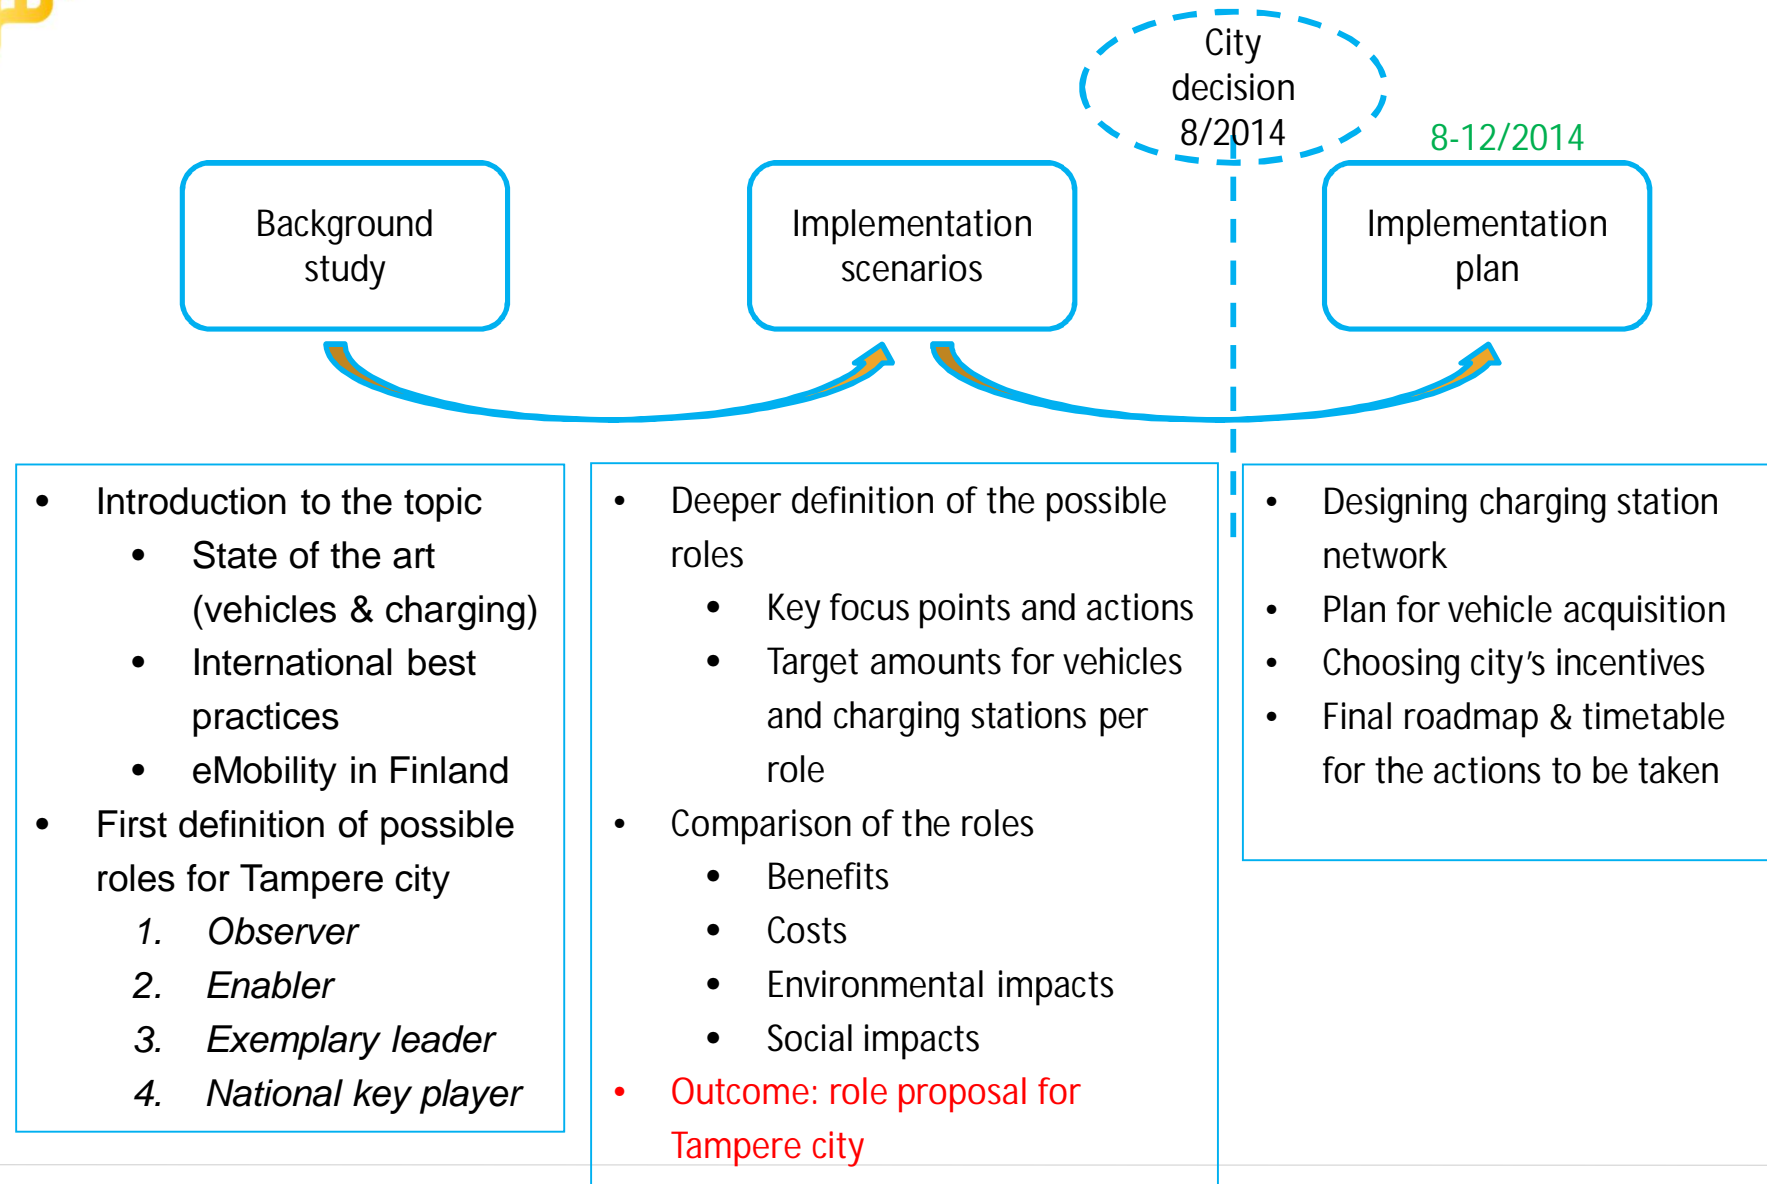 City
decision
8/2014
8-12/2014
Background
study
Implementation
scenarios
Implementation
plan
• Introduction to the topic
• State of the art
(vehicles & charging)
• International best
practices
• eMobility in Finland
• First definition of possible
roles for Tampere city
1. Observer
2. Enabler
3. Exemplary leader
4. National key player
• Deeper definition of the possible
roles
• Key focus points and actions
• Target amounts for vehicles
and charging stations per
role
• Comparison of the roles
• Benefits
• Costs
• Environmental impacts
• Social impacts
• Outcome: role proposal for
Tampere city
• Designing charging station
network
• Plan for vehicle acquisition
• Choosing city’s incentives
• Final roadmap & timetable
for the actions to be taken